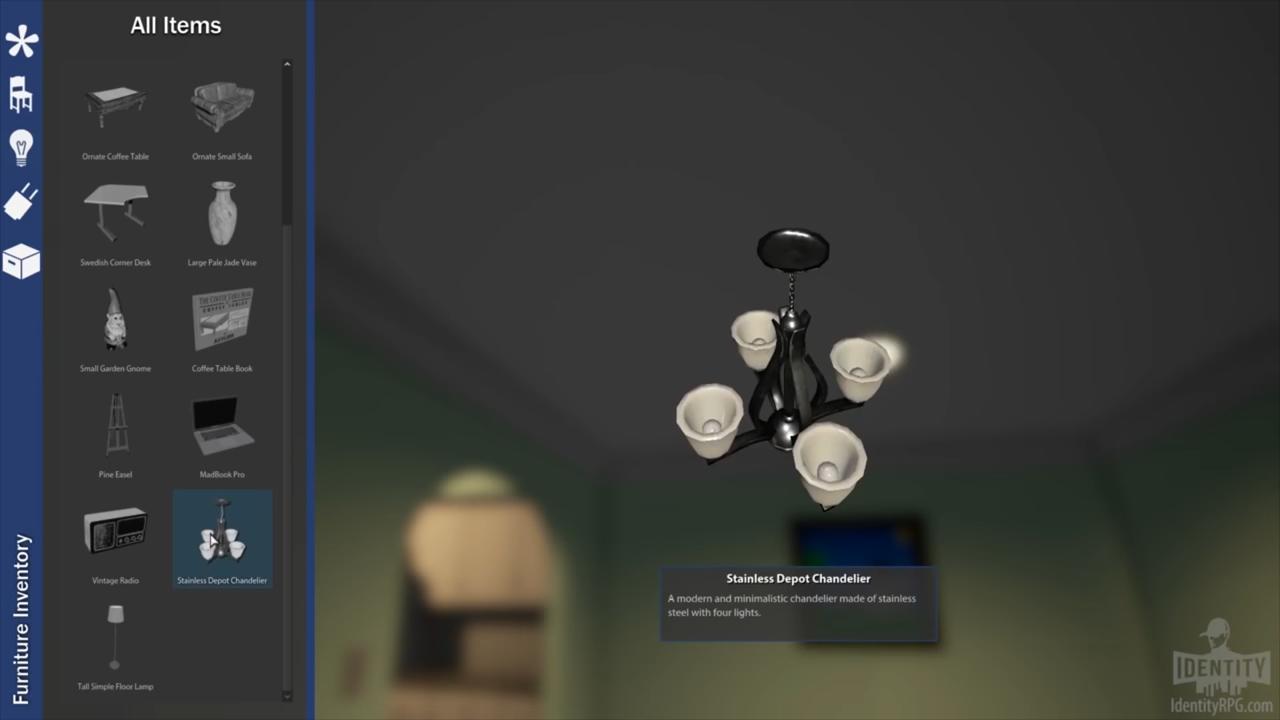 All Items
Ornate Coffee Table
Ornate Small Sofa
Swedish Corner Desk
Large Pale Jade Vase
Small Garden Gnome
Coffee Table Book
Pine Easel
MadBook Pro
Vintage Radio
Stainless Depot Chandelier
Tall Simple Floor Lamp
Furniture Inventory
Stainless Depot Chandelier
A modern and minimalistic chandelier made of stainless
steel with four lights.
IDENTITY
IdentityRPG.com